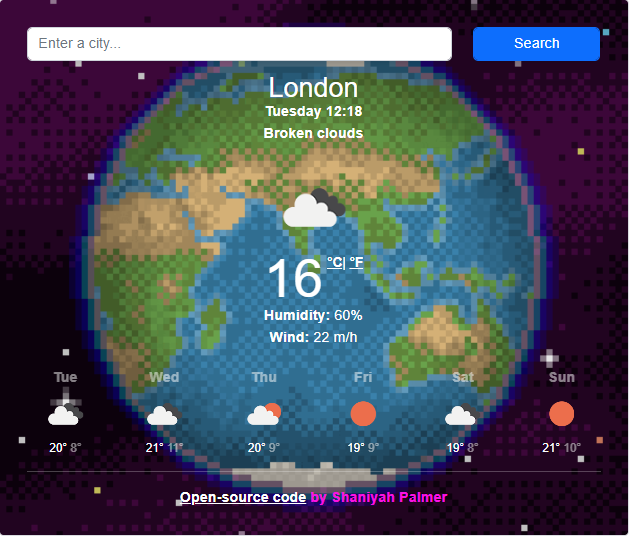 Enter a city...
Search
London
Tuesday 12:18
Broken clouds
16 °C| °F
Humidity: 60%
Wind: 22 m/h
Tue Wed Thu Fri Sat Sun
20° 8° 21° 11° 20° 9° 19° 9° 19° 8° 21° 10°
Open-source code by Shaniyah Palmer